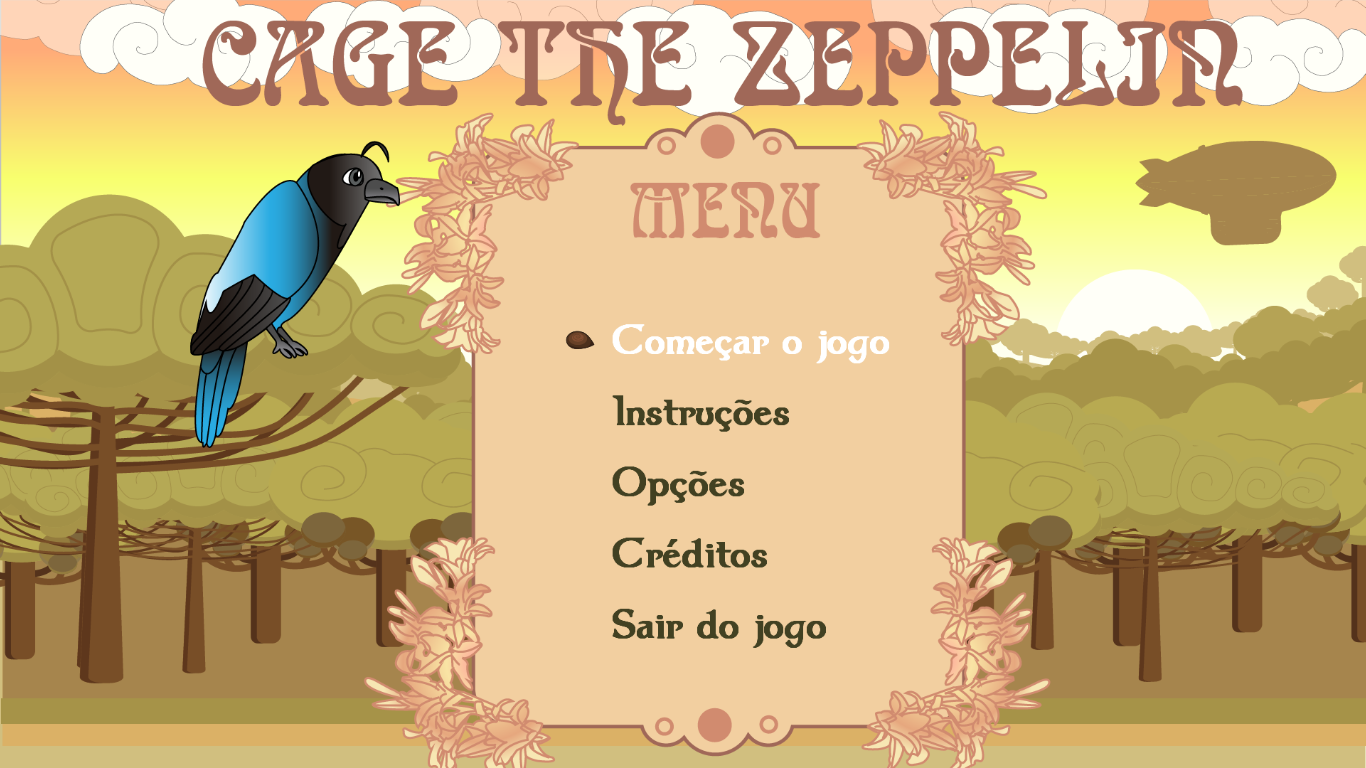 CAGE THE ZEPPELIN
MENU
Começar o jogo
Instruções
Opções
Créditos
Sair do jogo